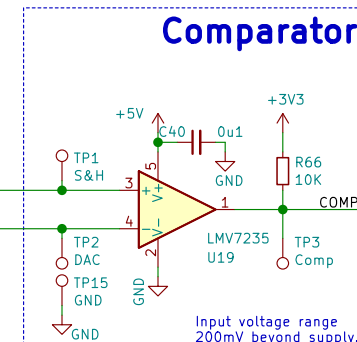 Comparator
+5V
+3V3
C40
0u1
TP1
S&H
5
GND
R66
10K
3
+
V+
1
COMP
4
-
V-
TP2
DAC
2
LMV7235
U19
TP3
Comp
TP15
GND
GND
GND
Input voltage range
200mV beyond supply.